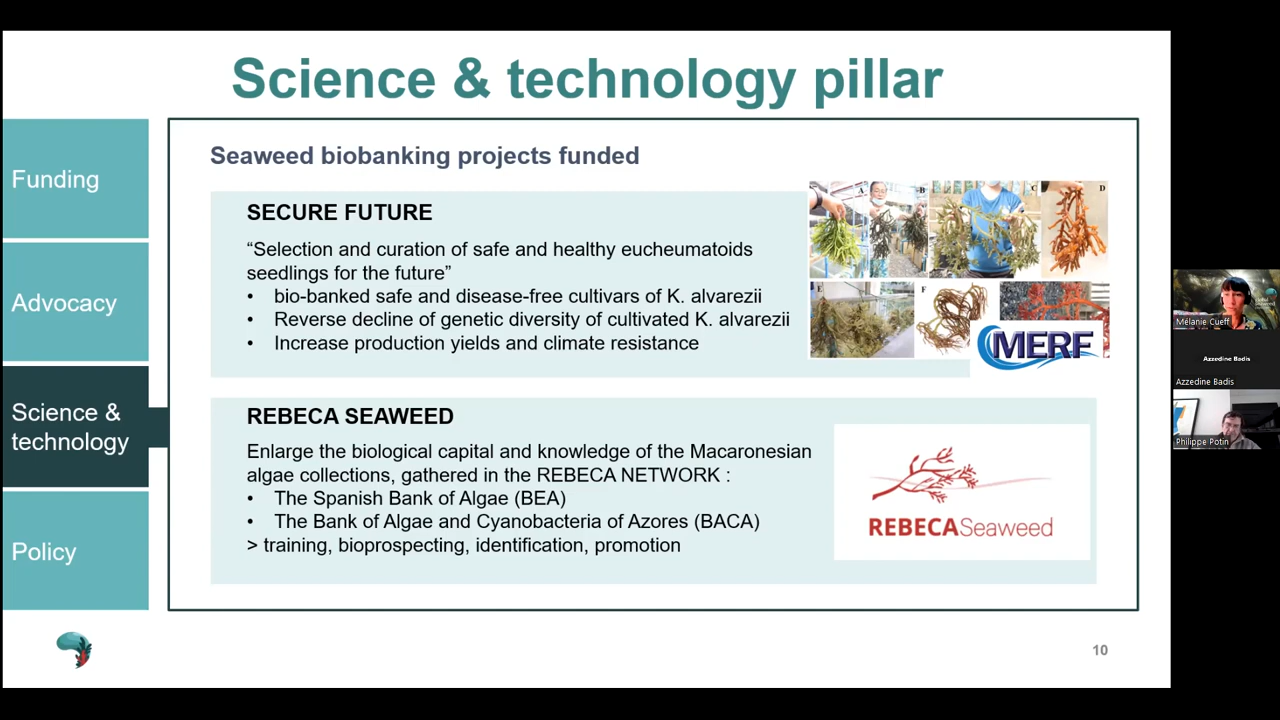 Science & technology pillar
Funding
Advocacy
Science &
technology
Policy
Seaweed biobanking projects funded
SECURE FUTURE
“Selection and curation of safe and healthy eucheumatoids
seedlings for the future”
• bio-banked safe and disease-free cultivars of K. alvarezii
• Reverse decline of genetic diversity of cultivated K. alvarezii
• Increase production yields and climate resistance
A
B
C
D
E
F
MERF
REBECA SEAWEED
Enlarge the biological capital and knowledge of the Macaronesian
algae collections, gathered in the REBECA NETWORK :
• The Spanish Bank of Algae (BEA)
• The Bank of Algae and Cyanobacteria of Azores (BACA)
> training, bioprospecting, identification, promotion
REBECASeaweed
10
Mélanie Cueff
Azzedine Badis
Azzedine Badis
Philippe Potin